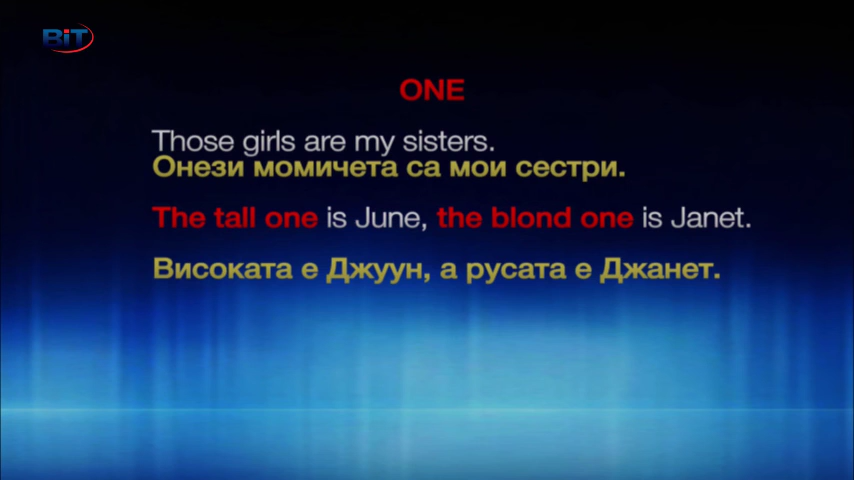 BiT
ONE
Those girls are my sisters.
Онези момичета са мои сестри.
The tall one is June, the blond one is Janet.
Високата е Джуун, а русата е Джанет.